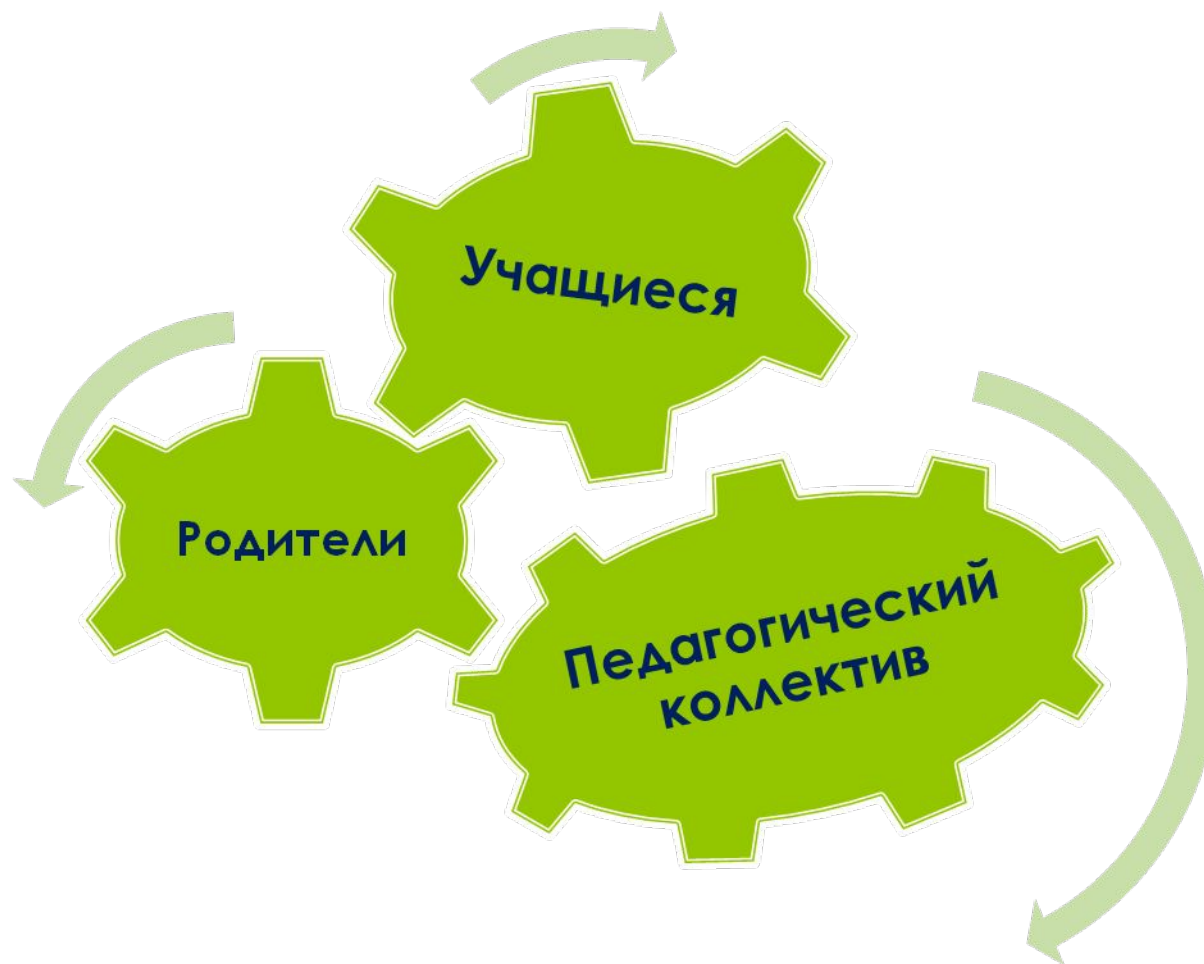 Учащиеся
Родители
Педагогический
коллектив